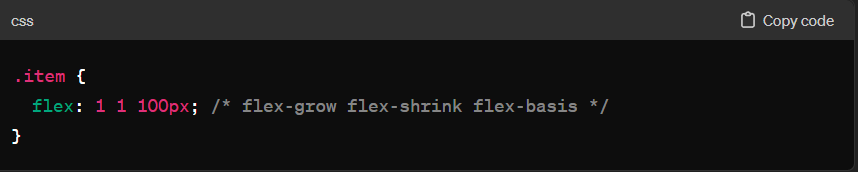 css Copy code
.item {
flex: 1 1 100px; /* flex-grow flex-shrink flex-basis */
}